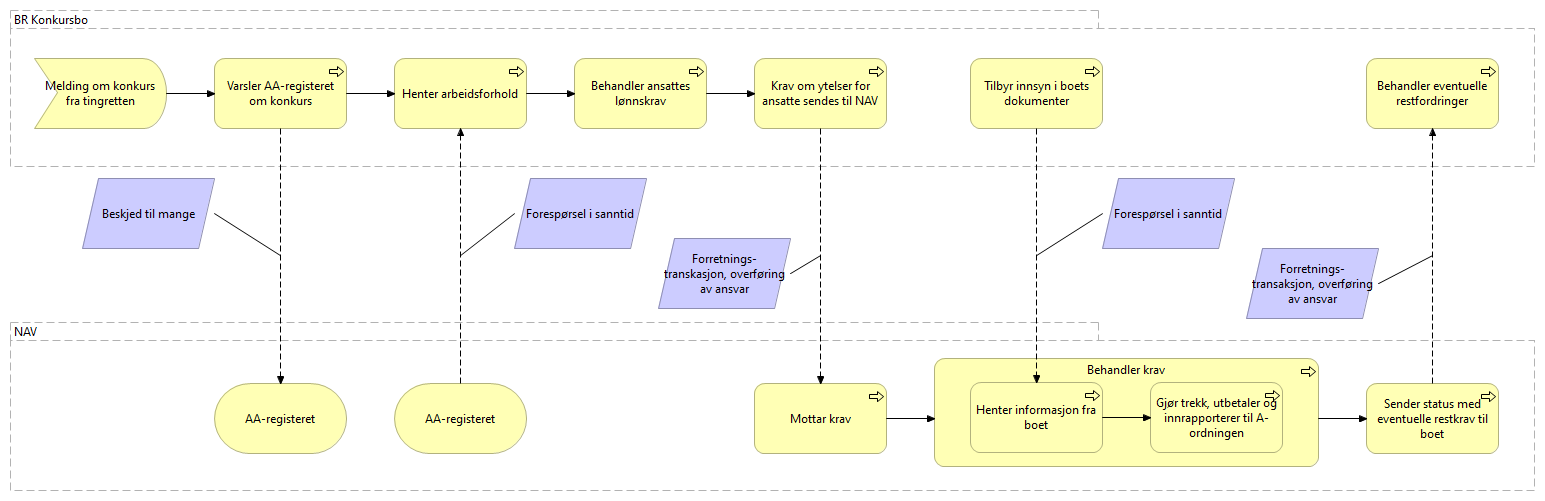 BR Konkursbo
Melding om konkurs
fra tingretten
Varsler AA-registeret
om konkurs
Henter arbeidsforhold
Behandler ansattes
lønnskrav
Krav om ytelser for
ansatte sendes til NAV
Tilbyr innsyn i boets
dokumenter
Behandler eventuelle
restfordringer
Beskjed til mange
Forespørsel i sanntid
Forretnings-
transkasjon, overføring
av ansvar
Forespørsel i sanntid
Forretnings-
transaksjon, overføring
av ansvar
NAV
AA-registeret
AA-registeret
Mottar krav
Behandler krav
Henter informasjon fra
boet
Gjør trekk, utbetaler og
innrapporterer til A-
ordningen
Sender status med
eventuelle restkrav til
boet